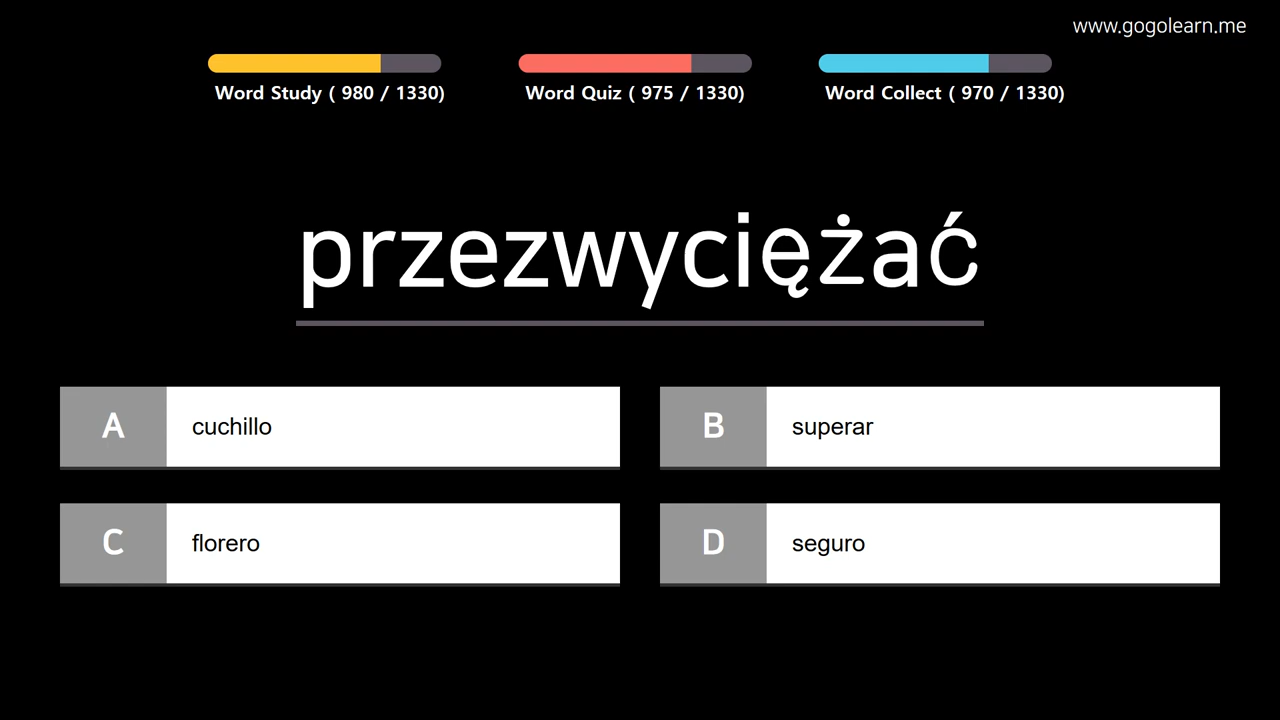 www.gogolearn.me
Word Study ( 980 / 1330)
Word Quiz ( 975 / 1330)
Word Collect ( 970 / 1330)
przezwyciężać
A cuchillo
B superar
C florero
D seguro